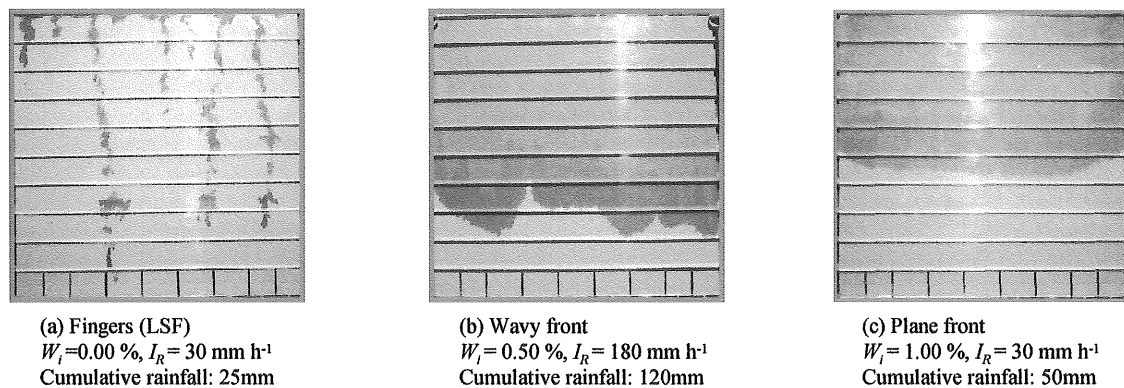 (a) Fingers (LSF)
W_i =0.00 %, I_R = 30 mm h⁻¹
Cumulative rainfall: 25mm
(b) Wavy front
W_i = 0.50 %, I_R = 180 mm h⁻¹
Cumulative rainfall: 120mm
(c) Plane front
W_i = 1.00 %, I_R = 30 mm h⁻¹
Cumulative rainfall: 50mm